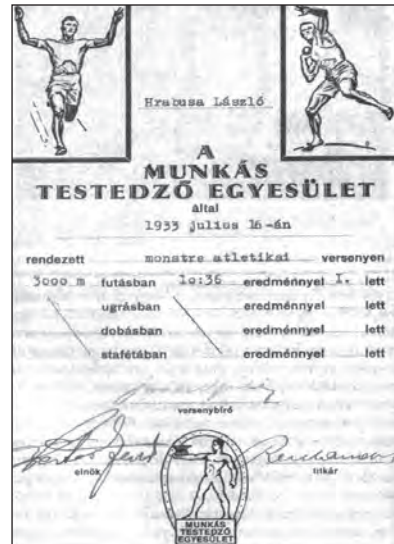 Hrabusa László
A
MUNKÁS
TESTEDZŐ EGYESÜLET
által
1933 julius 16-án
rendezett monstre atletikai versenyen
3000 m futásban 10:36 eredménnyel I. lett
ugrásban eredménnyel lett
dobásban eredménnyel lett
stafétában eredménnyel lett
versenybíró
elnök titkár
MUNKÁS
TESTEDZŐ
EGYESÜLET